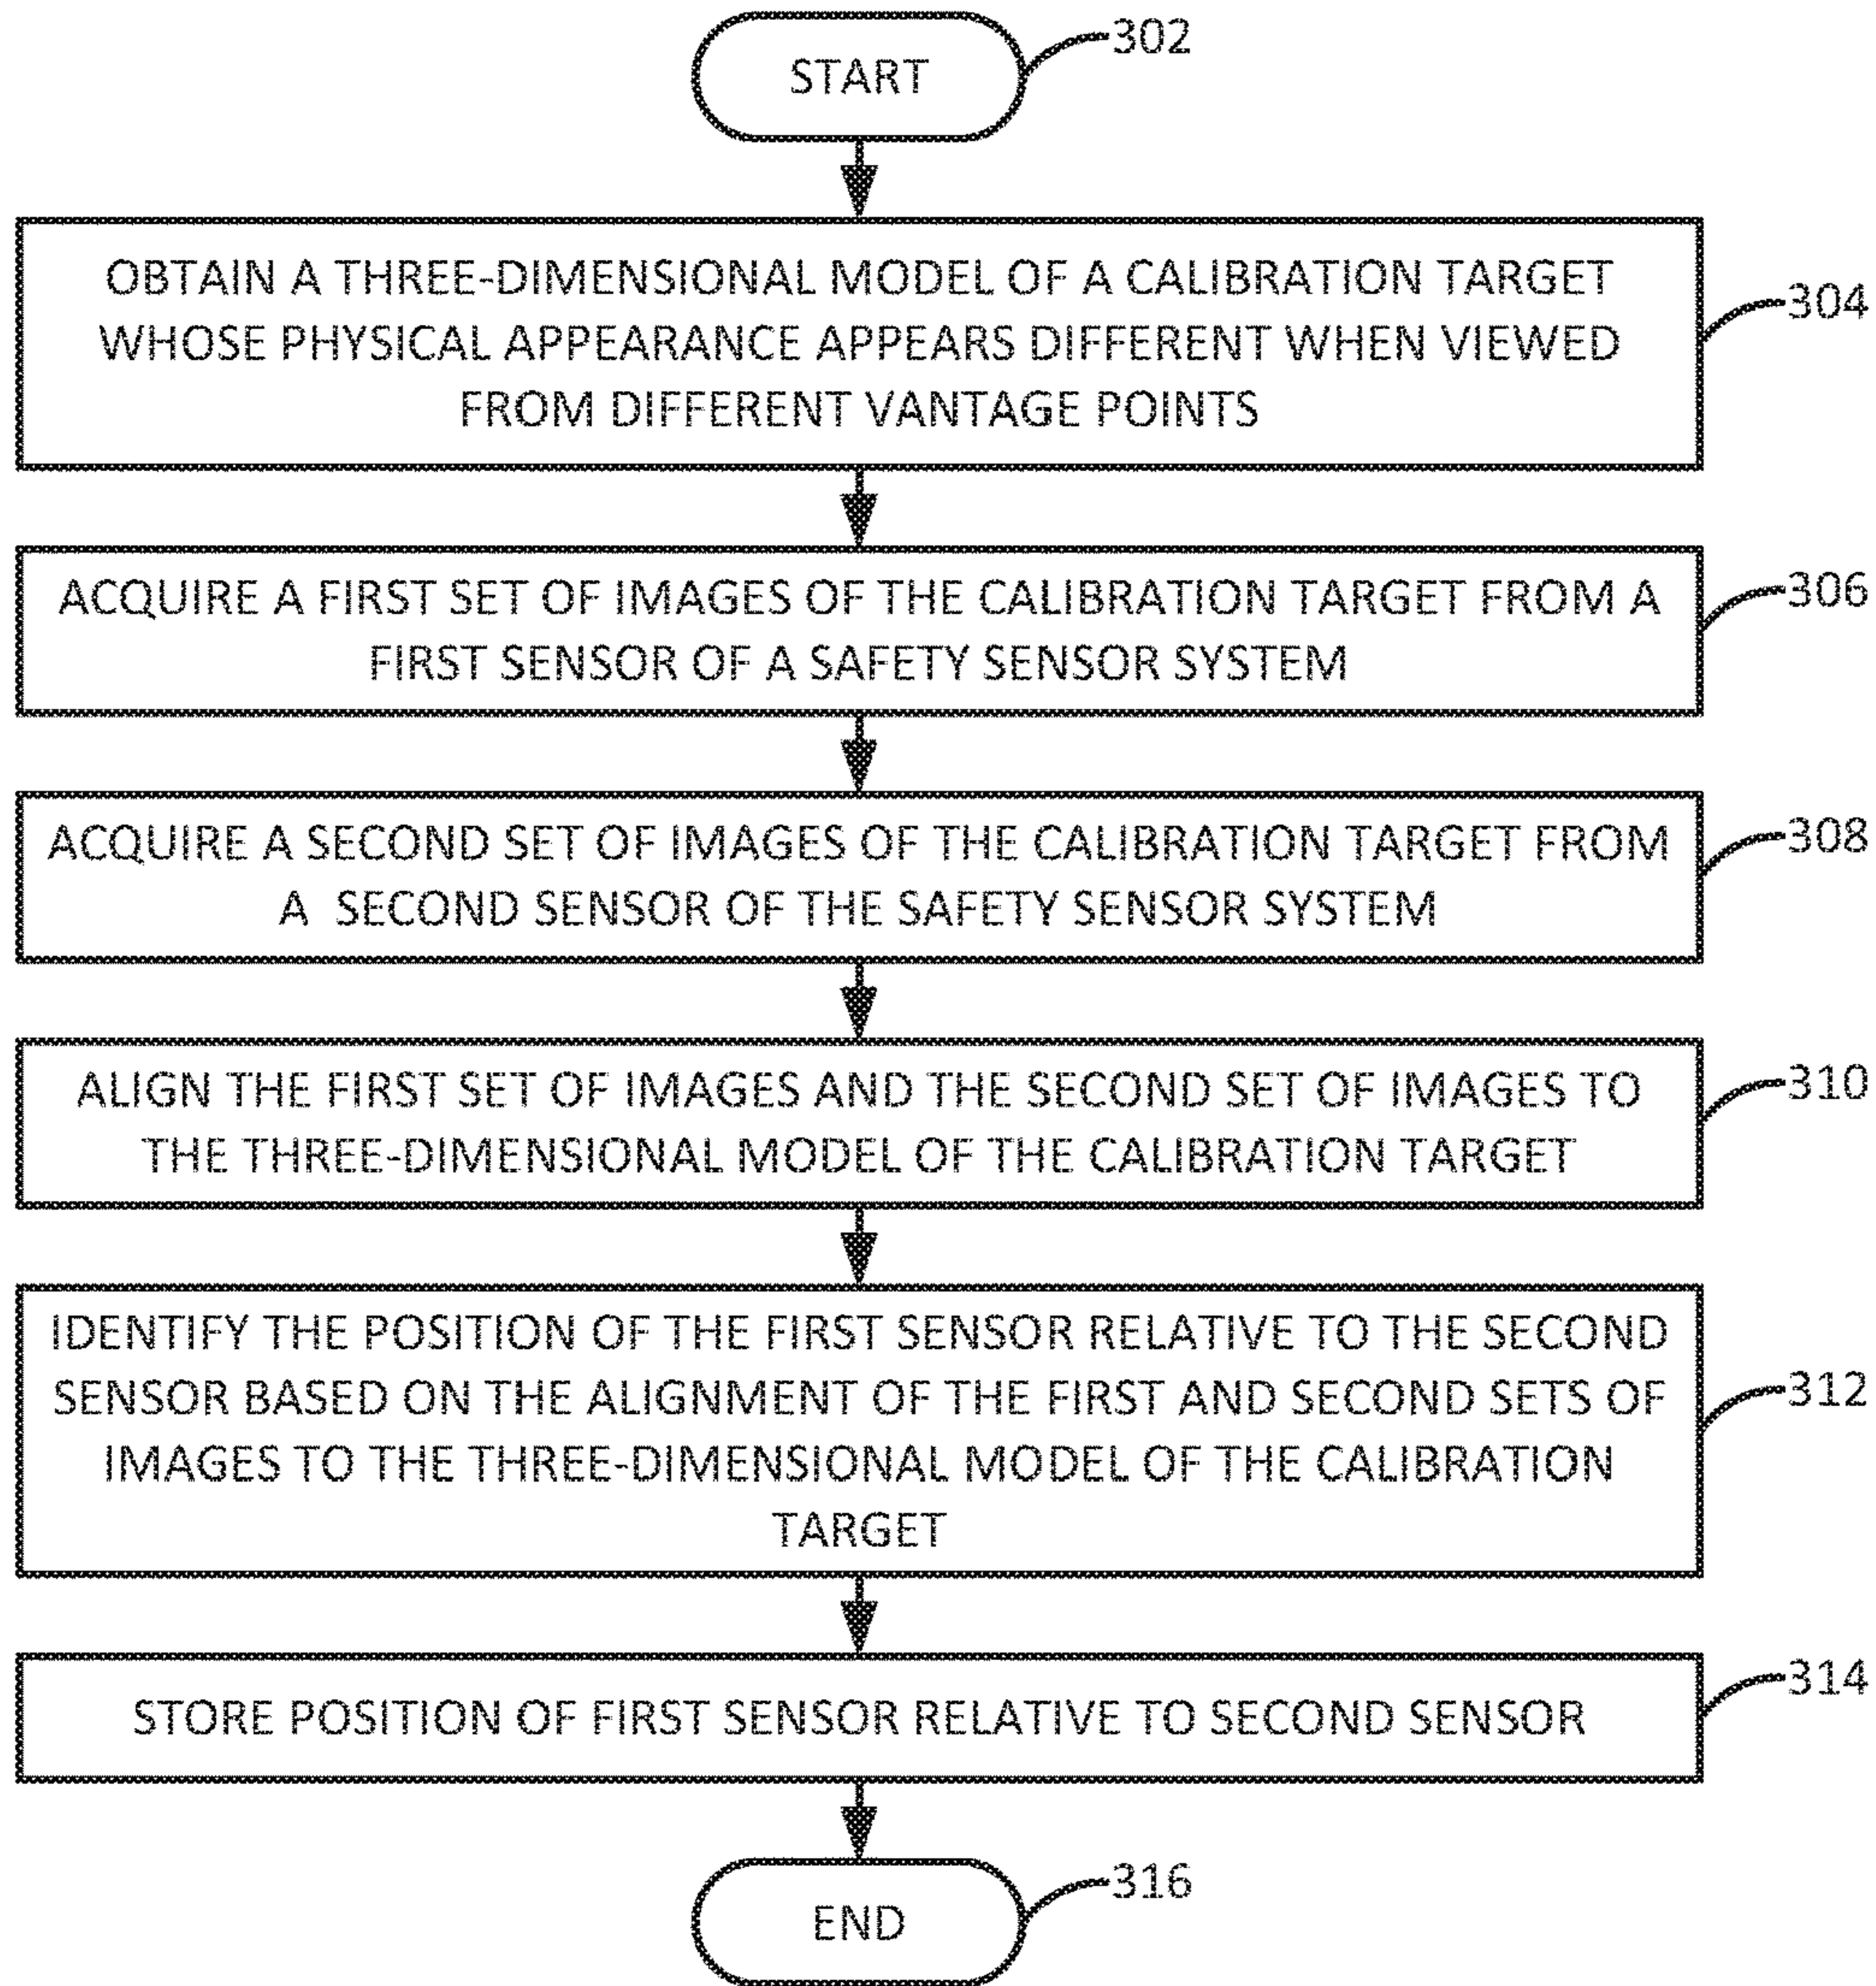 START
302
OBTAIN A THREE-DIMENSIONAL MODEL OF A CALIBRATION TARGET
WHOSE PHYSICAL APPEARANCE APPEARS DIFFERENT WHEN VIEWED
FROM DIFFERENT VANTAGE POINTS
304
ACQUIRE A FIRST SET OF IMAGES OF THE CALIBRATION TARGET FROM A
FIRST SENSOR OF A SAFETY SENSOR SYSTEM
306
ACQUIRE A SECOND SET OF IMAGES OF THE CALIBRATION TARGET FROM
A SECOND SENSOR OF THE SAFETY SENSOR SYSTEM
308
ALIGN THE FIRST SET OF IMAGES AND THE SECOND SET OF IMAGES TO
THE THREE-DIMENSIONAL MODEL OF THE CALIBRATION TARGET
310
IDENTIFY THE POSITION OF THE FIRST SENSOR RELATIVE TO THE SECOND
SENSOR BASED ON THE ALIGNMENT OF THE FIRST AND SECOND SETS OF
IMAGES TO THE THREE-DIMENSIONAL MODEL OF THE CALIBRATION
TARGET
312
STORE POSITION OF FIRST SENSOR RELATIVE TO SECOND SENSOR
314
END
316